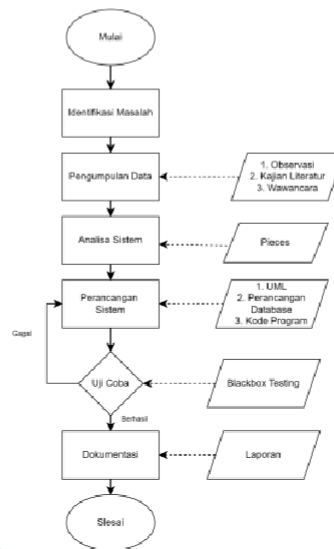 Mulai
Identifikasi Masalah
Pengumpulan Data
1. Observasi
2. Kajian Literatur
3. Wawancara
Analisa Sistem
Pieces
Perancangan
Sistem
1. UML
2. Perancangan
Database
3. Kode Program
Gagal
Uji Coba
Blackbox Testing
Berhasil
Dokumentasi
Laporan
Slesai